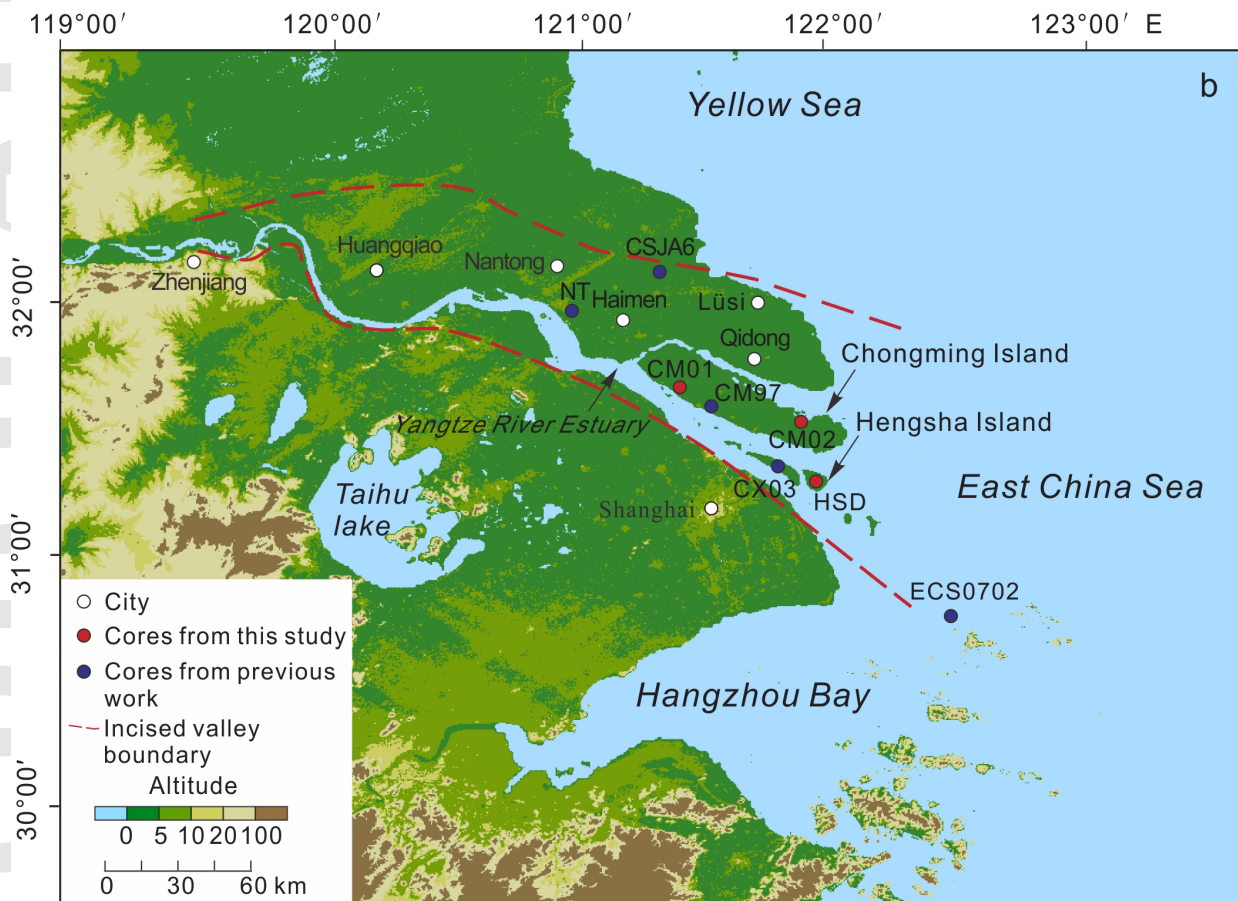 119°00′ 120°00′ 121°00′ 122°00′ 123°00′ E
b
Yellow Sea
Huangqiao
CSJA6
Nantong
Zhenjiang
32°00′
NT Haimen
Lüsi
Qidong
Chongming Island
CM01
CM97
Hengsha Island
Yangtze River Estuary
CM02
Taihu
lake
CX03
East China Sea
HSD
Shanghai
31°00′
ECS0702
City
Cores from this study
Cores from previous
work
Hangzhou Bay
Incised valley
boundary
Altitude
30°00′
0 5 10 20 100
0 30 60 km